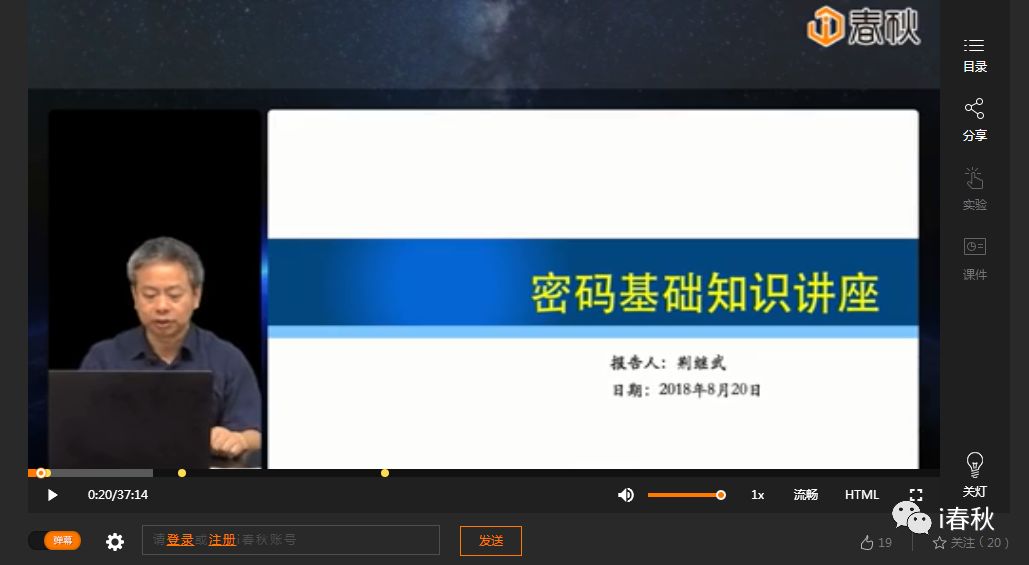 i春秋
目录
分享
实验
课件
密码基础知识讲座
报告人：荆继武
日期：2018年8月20日
0:20/37:14
1x
流畅
HTML
关灯
i春秋
弹幕
请登录或注册i春秋账号
发送
19
关注（20）